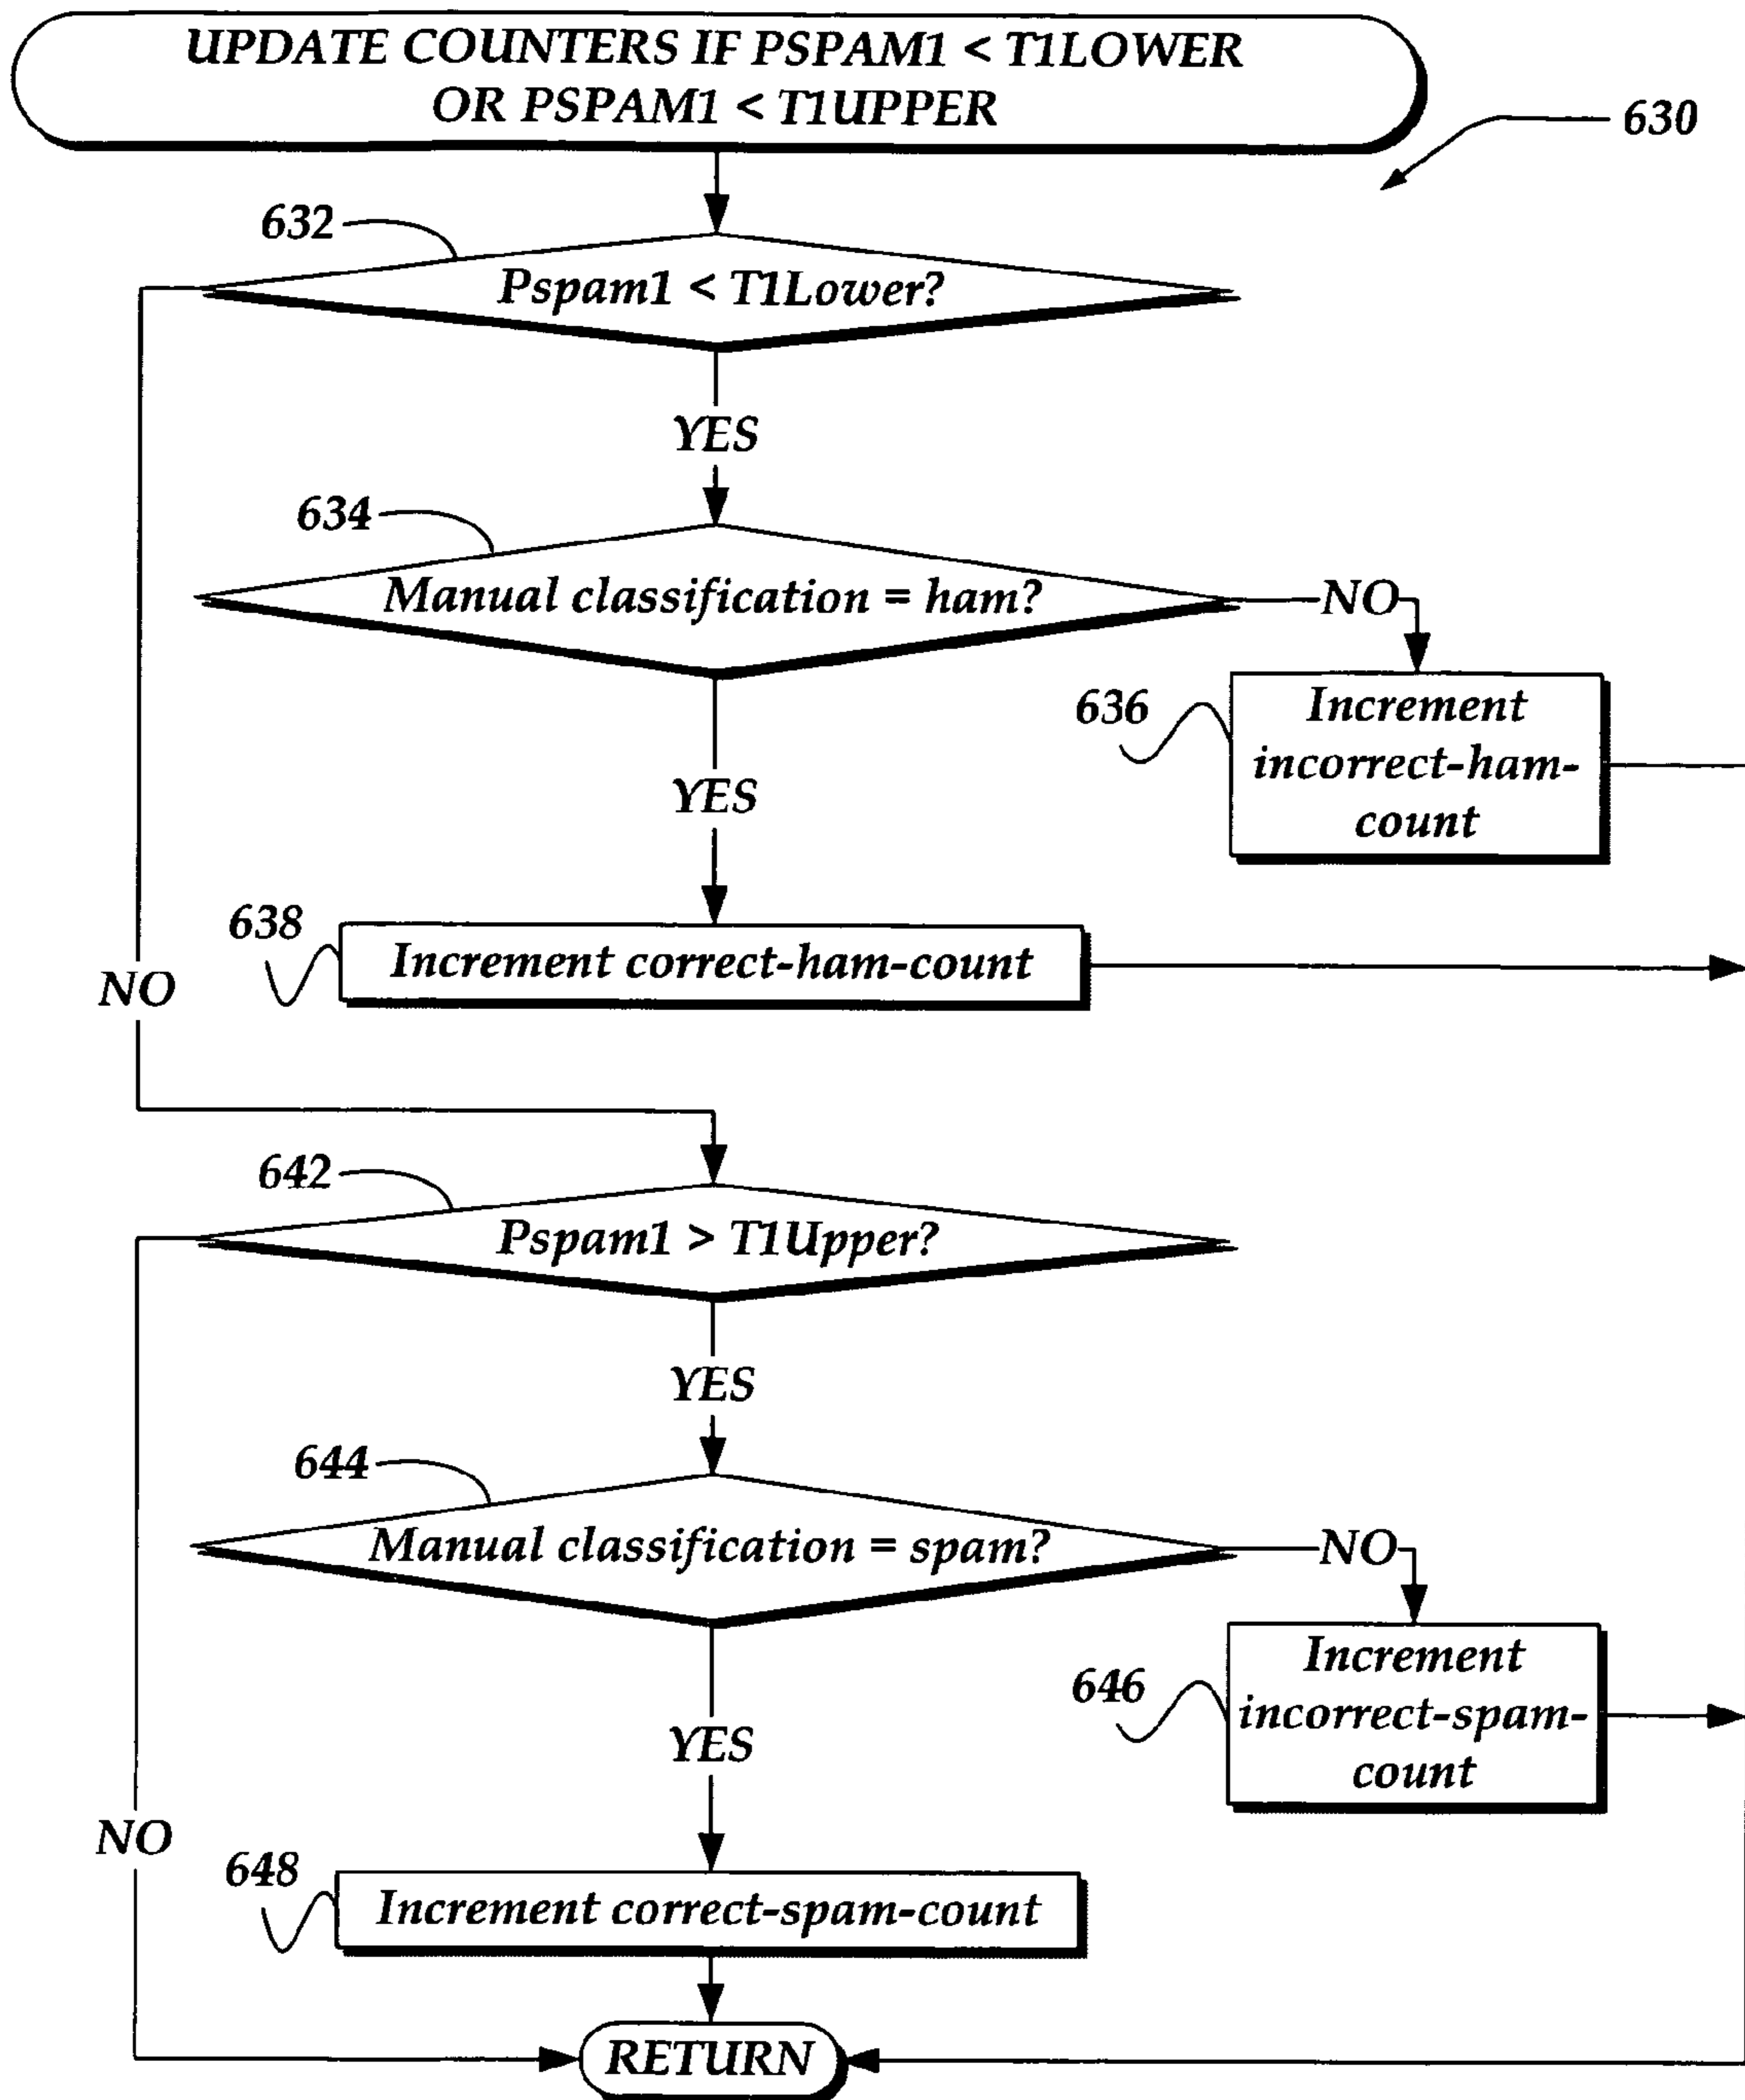 UPDATE COUNTERS IF PSPAM1 < T1LOWER
OR PSPAM1 < T1UPPER
630
632
Pspam1 < T1Lower?
YES
634
Manual classification = ham?
NO
636
Increment
incorrect-ham-
count
YES
638
Increment correct-ham-count
NO
642
Pspam1 > T1Upper?
YES
644
Manual classification = spam?
NO
646
Increment
incorrect-spam-
count
YES
NO
648
Increment correct-spam-count
RETURN